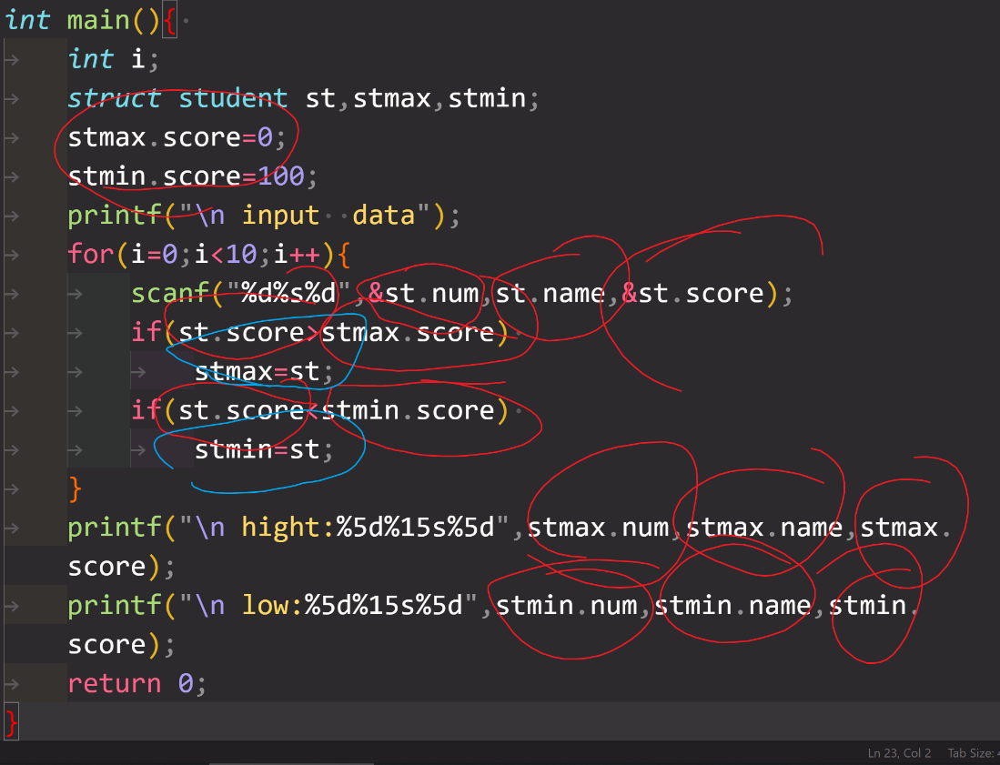 int main(){
int i;
struct student st,stmax,stmin;
stmax.score=0;
stmin.score=100;
printf("\n input  data");
for(i=0;i<10;i++){
scanf("%d%s%d",&st.num,st.name,&st.score);
if(st.score>stmax.score)
stmax=st;
if(st.score<stmin.score)
stmin=st;
}
printf("\n hight:%5d%15s%5d",stmax.num,stmax.name,stmax.
score);
printf("\n low:%5d%15s%5d",stmin.num,stmin.name,stmin.
score);
return 0;
}
Ln 23, Col 2 Tab Size: